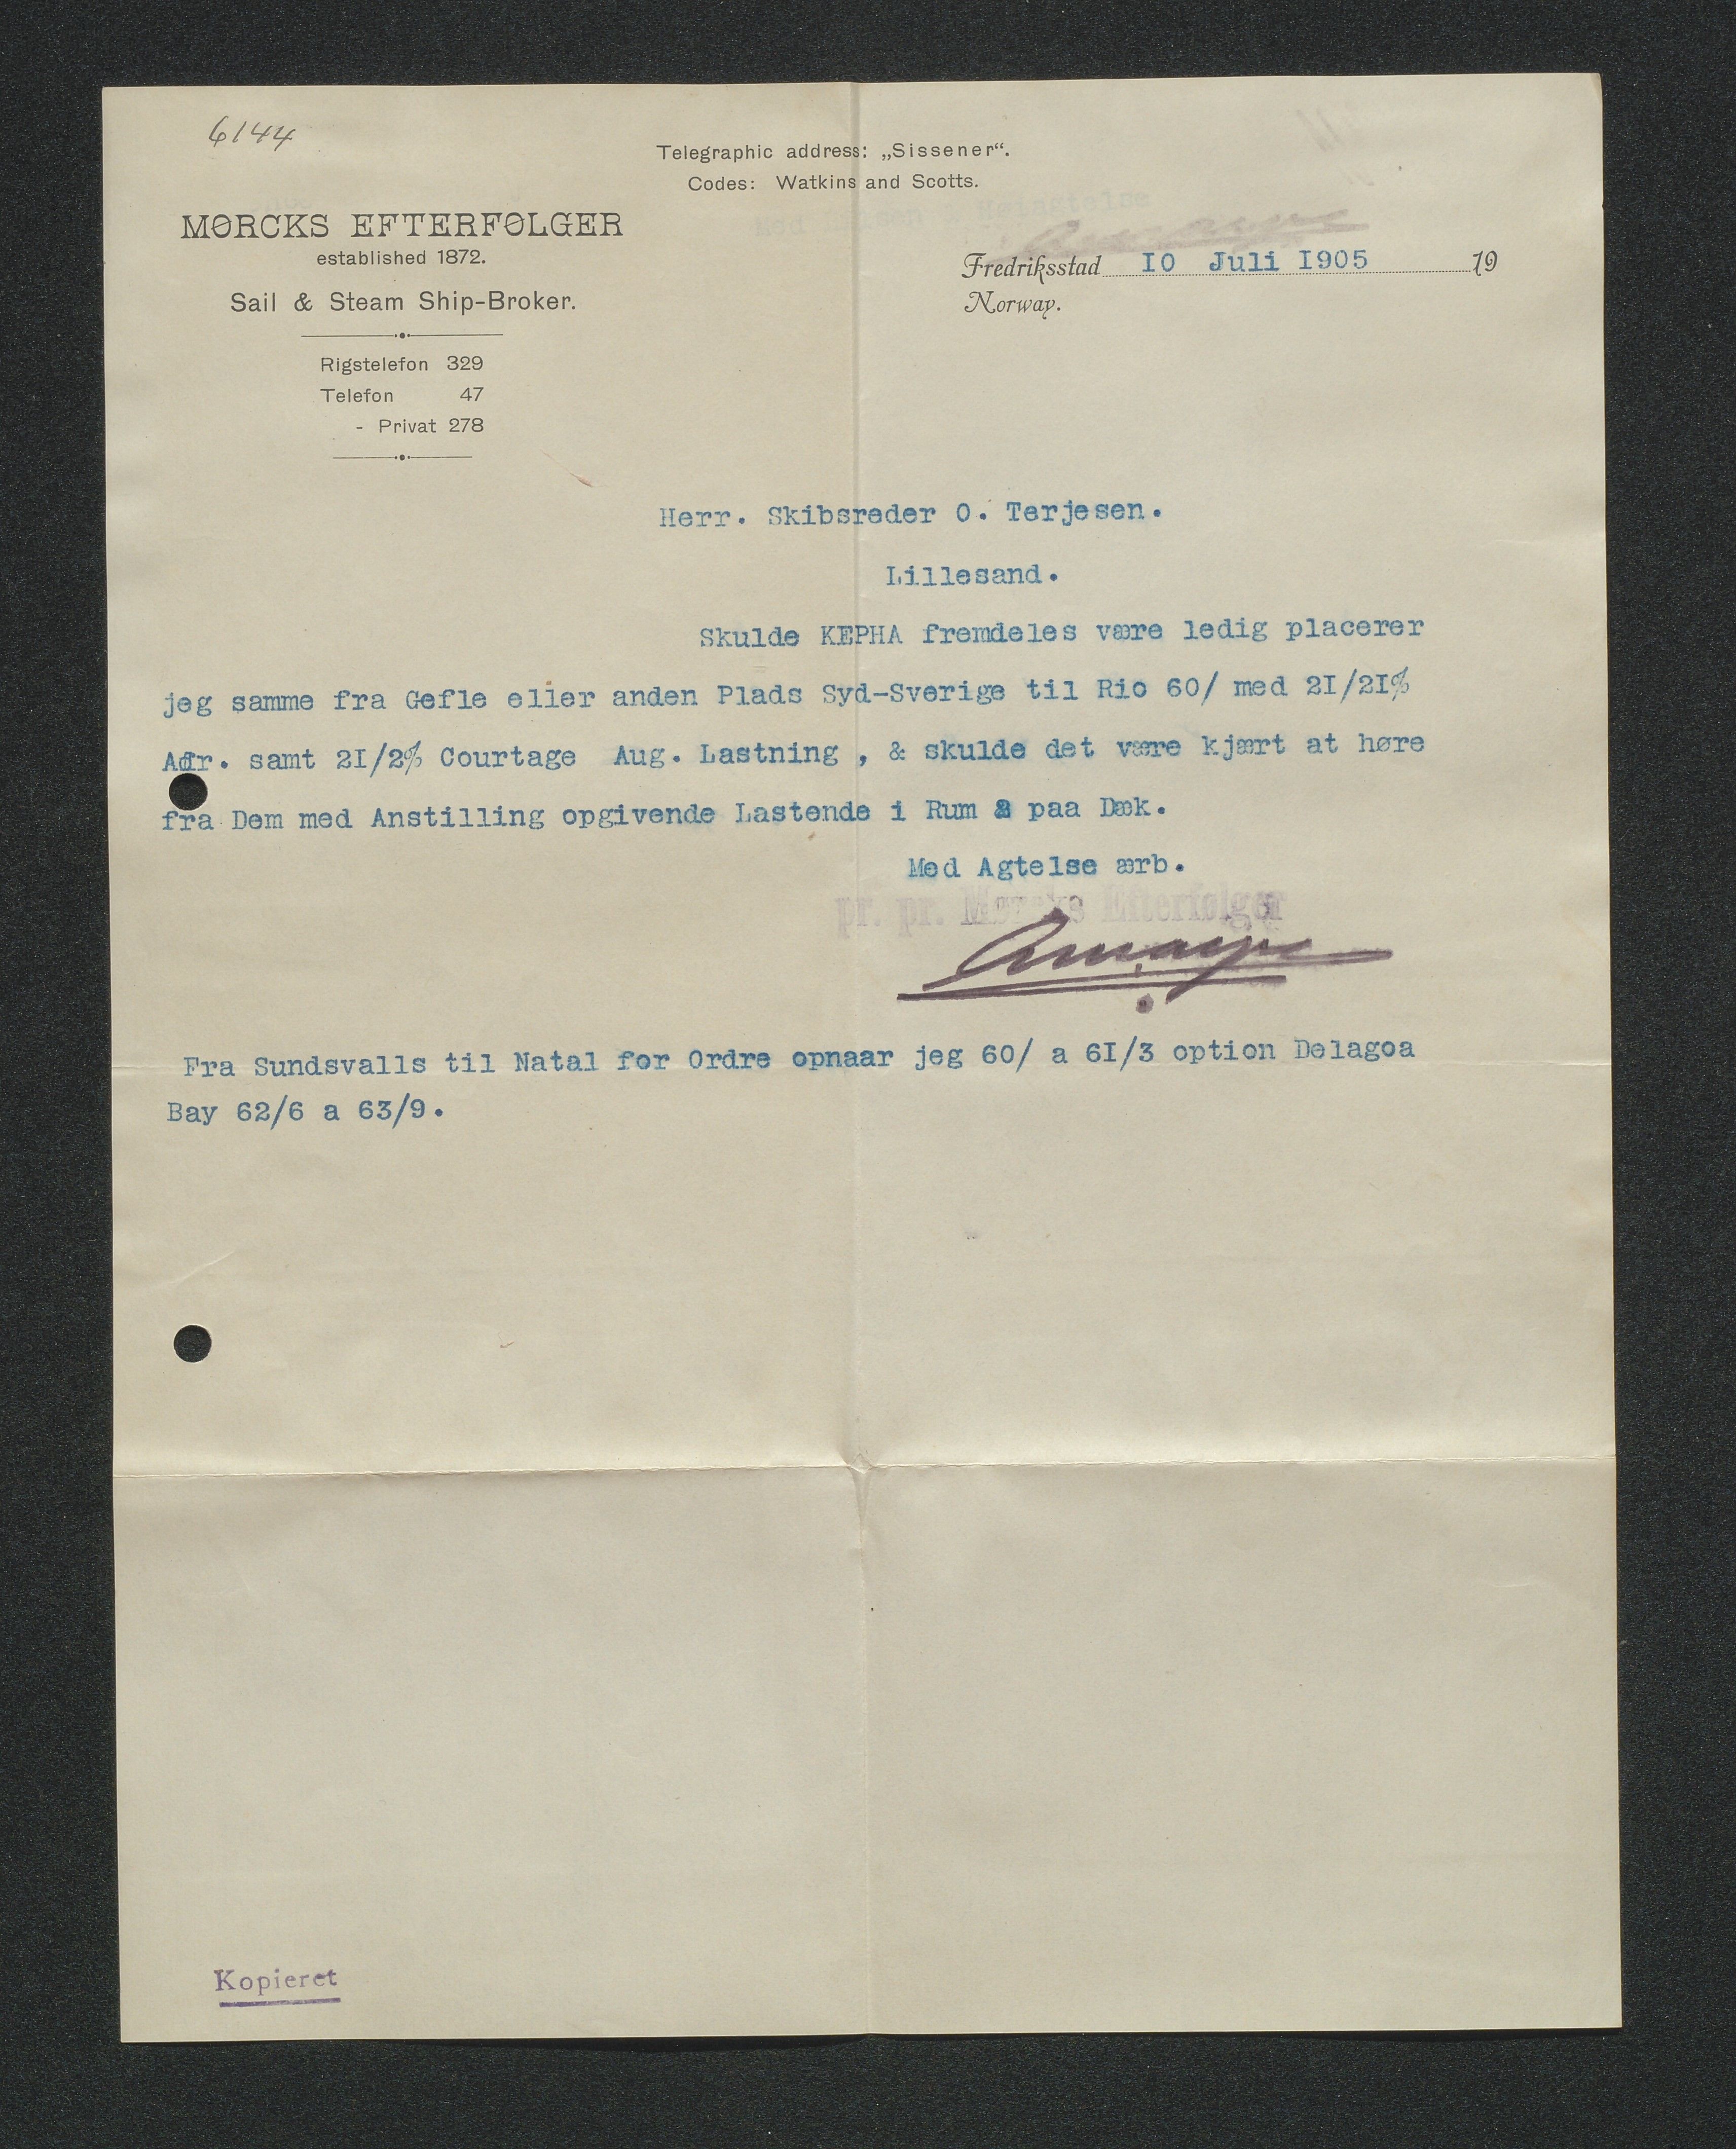 6144
Telegraphic address: „Sissener“.
Codes: Watkins and Scotts.
MØRCKS EFTERFØLGER
established 1872.
Sail & Steam Ship-Broker.
Rigstelefon 329
Telefon 47
- Privat 278
Fredriksstad 10 Juli 1905 19
Norway.
Herr. Skibsreder O. Terjesen.
Lillesand.
Skulde KEPHA fremdeles være ledig placerer
jeg samme fra Gefle eller anden Plads Syd-Sverige til Rio 60/ med 2I/2I%
Adr. samt 2I/2% Courtage Aug. Lastning , & skulde det være kjært at høre
fra Dem med Anstilling opgivende Lastende i Rum & paa Dæk.
Med Agtelse ærb.
pr. pr. Mørcks Efterfølger
Fra Sundsvalls til Natal for Ordre opnaar jeg 60/ a 6I/3 option Delagoa
Bay 62/6 a 63/9.
Kopieret